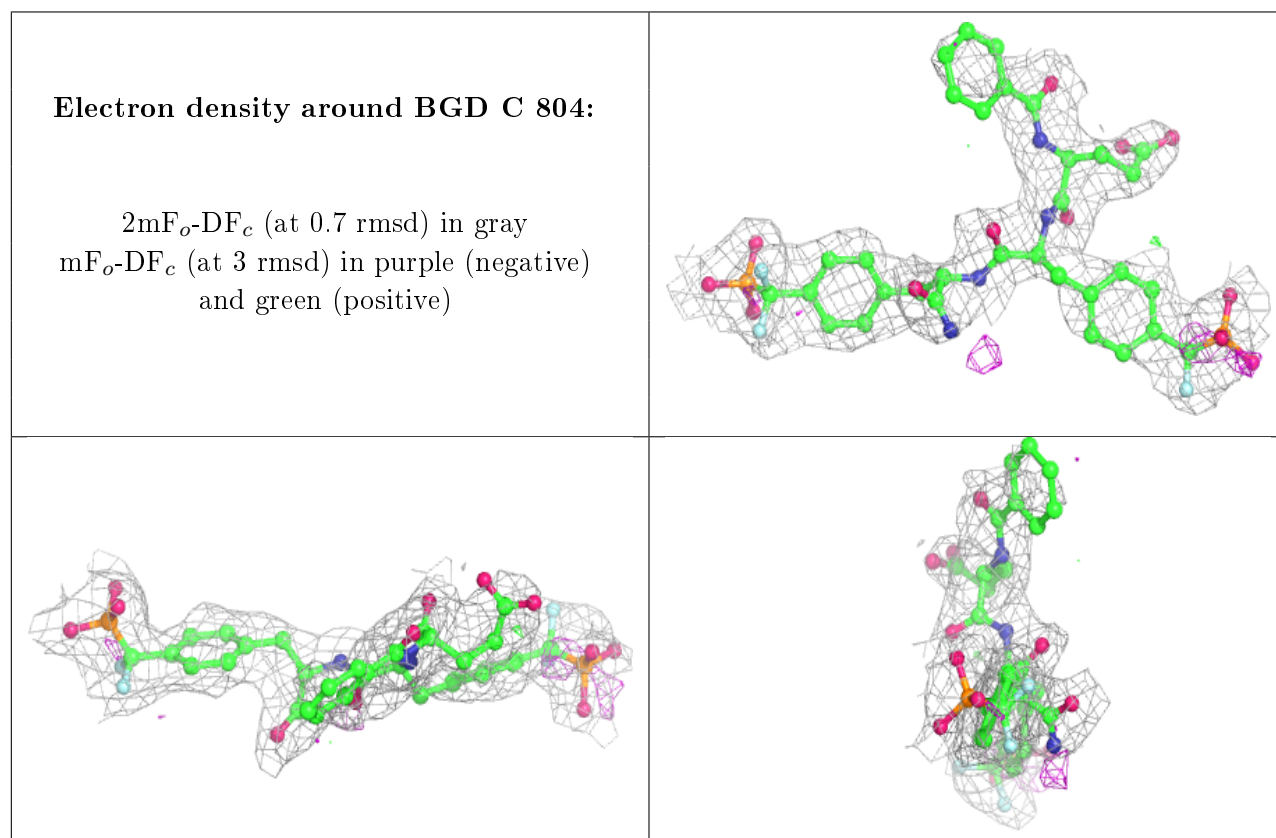 Electron density around BGD C 804:
2mFo-DFc (at 0.7 rmsd) in gray
mFo-DFc (at 3 rmsd) in purple (negative)
and green (positive)